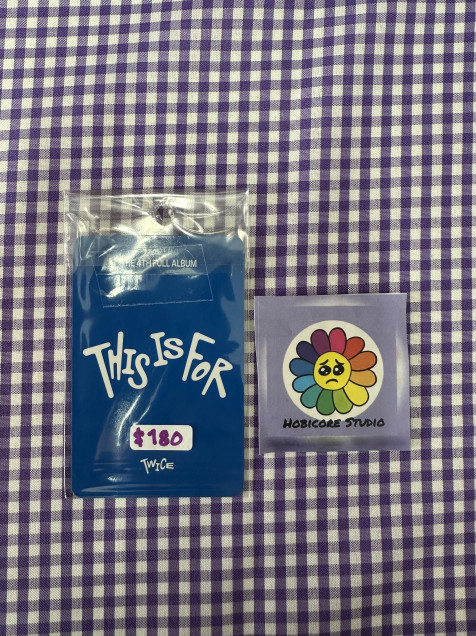 THE 4TH FULL ALBUM
THIS IS FOR
$180
TWICE
HOBICORE STUDIO